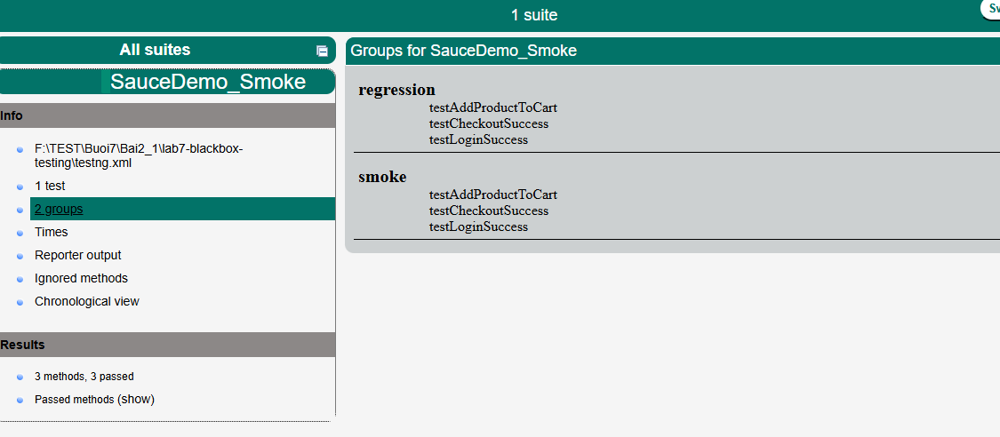 1 suite
Sw
All suites
SauceDemo_Smoke
Info
F:\TEST\Buoi7\Bai2_1\lab7-blackbox-
testing\testng.xml
1 test
2 groups
Times
Reporter output
Ignored methods
Chronological view
Results
3 methods, 3 passed
Passed methods (show)
Groups for SauceDemo_Smoke
regression
testAddProductToCart
testCheckoutSuccess
testLoginSuccess
smoke
testAddProductToCart
testCheckoutSuccess
testLoginSuccess